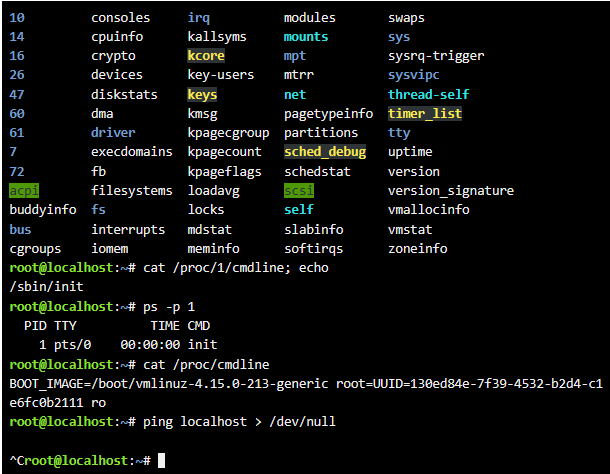 10 consoles irq modules swaps
14 cpuinfo kallsyms mounts sys
16 crypto kcore mpt sysrq-trigger
26 devices key-users mtrr sysvipc
47 diskstats keys net thread-self
60 dma kmsg pagetypeinfo timer_list
61 driver kpagecgroup partitions tty
7 execdomains kpagecount sched_debug uptime
72 fb kpageflags schedstat version
acpi filesystems loadavg scsi version_signature
buddyinfo fs locks self vmallocinfo
bus interrupts mdstat slabinfo vmstat
cgroups iomem meminfo softirqs zoneinfo
root@localhost:~# cat /proc/1/cmdline; echo
/sbin/init
root@localhost:~# ps -p 1
PID TTY TIME CMD
1 pts/0 00:00:00 init
root@localhost:~# cat /proc/cmdline
BOOT_IMAGE=/boot/vmlinuz-4.15.0-213-generic root=UUID=130ed84e-7f39-4532-b2d4-c1
e6fc0b2111 ro
root@localhost:~# ping localhost > /dev/null
^Croot@localhost:~#